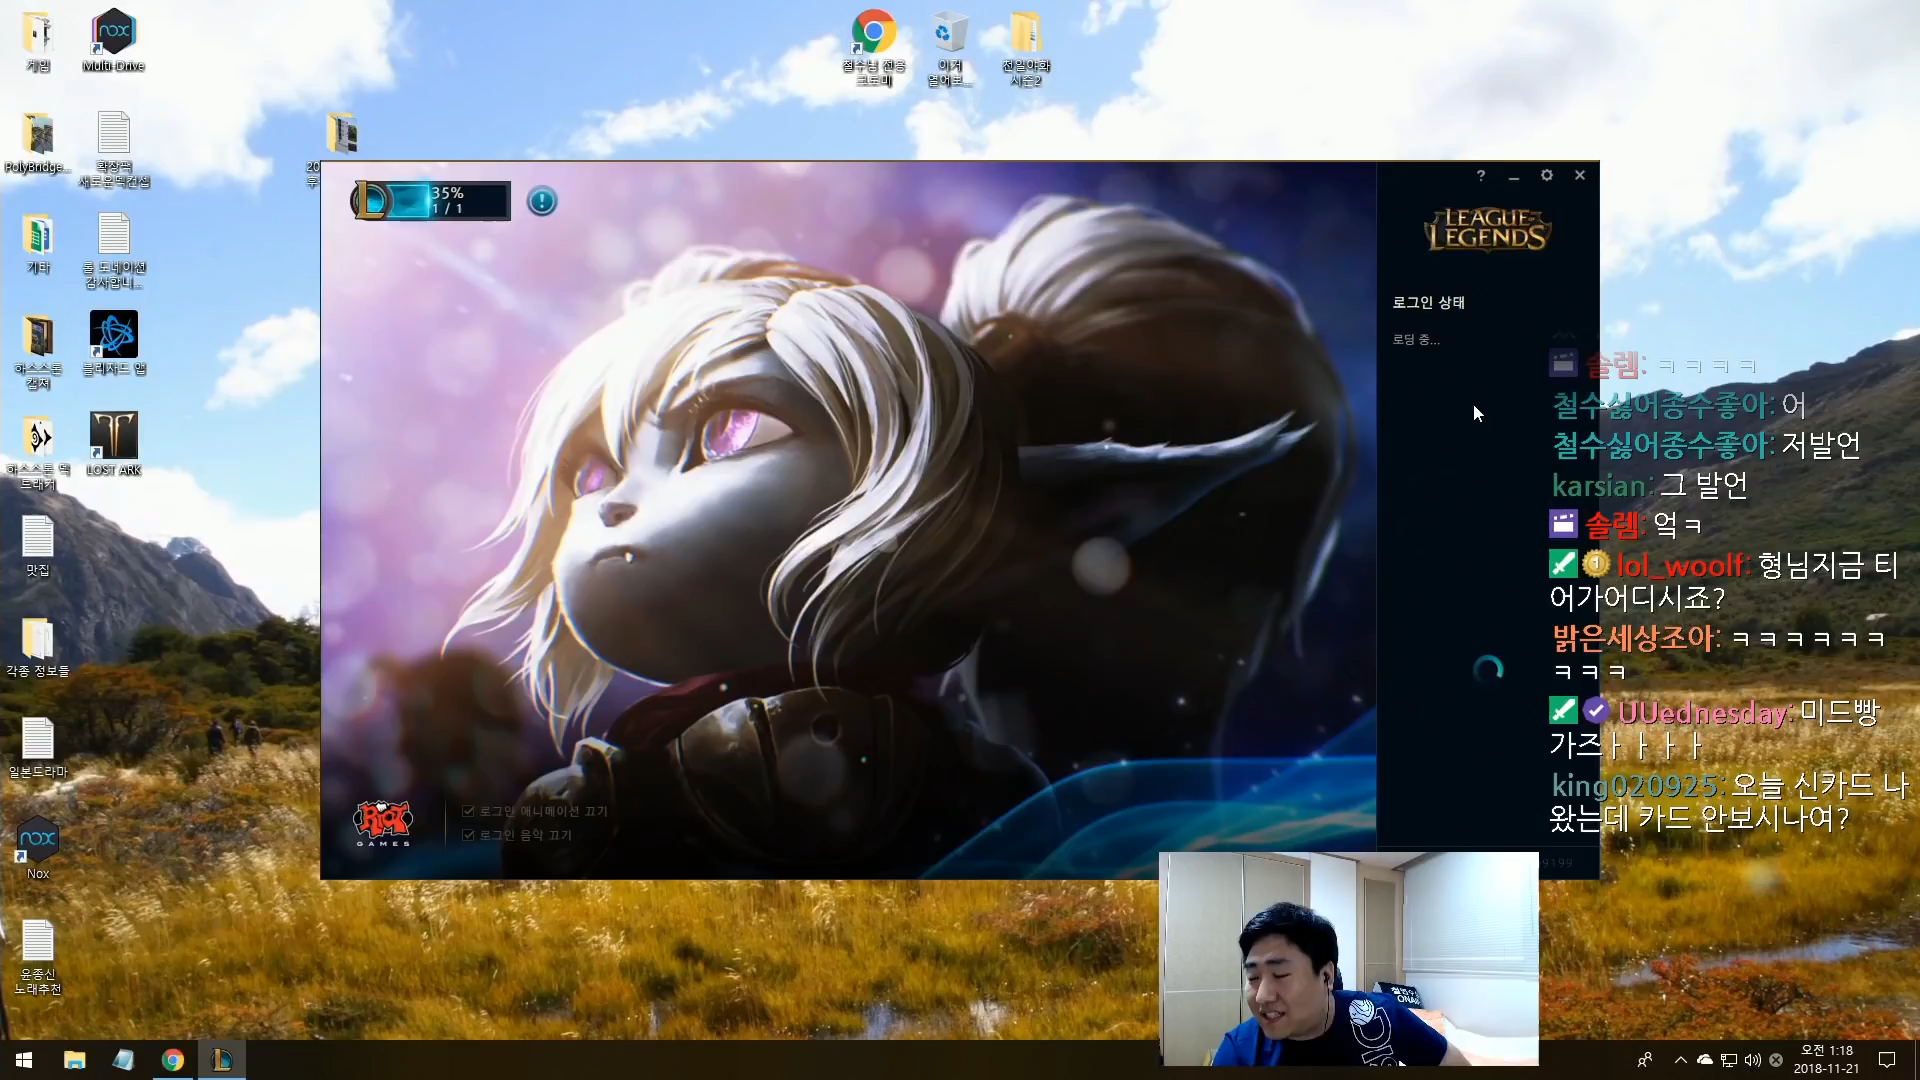 게임
Multi-Drive
철수님 전용
크로미
이거
열어보...
전일야화
시즌2
PolyBridge...
확장팩
새로운덱컨셉
20
후
기타
롤 도네이션
감사합니...
하스스톤
캡쳐
블리자드 앱
하스스톤 덱
트래커
LOST ARK
맛집
각종 정보들
일본드라마
Nox
윤종신
노래추천
35%
1 / 1
LEAGUE of
LEGENDS
로그인 상태
로딩 중...
RIOT
GAMES
로그인 애니메이션 끄기
로그인 음악 끄기
솔렘: ㅋㅋㅋㅋ
철수싫어종수좋아: 어
철수싫어종수좋아: 저발언
karsian: 그 발언
솔렘: 엌ㅋ
lol_woolf: 형님지금 티
어가어디시죠?
밝은세상조아: ㅋㅋㅋㅋㅋㅋ
ㅋㅋㅋ
UUednesday: 미드빵
가즈ㅏㅏㅏㅏ
king020925: 오늘 신카드 나
왔는데 카드 안보시나여?
오전 1:18
2018-11-21